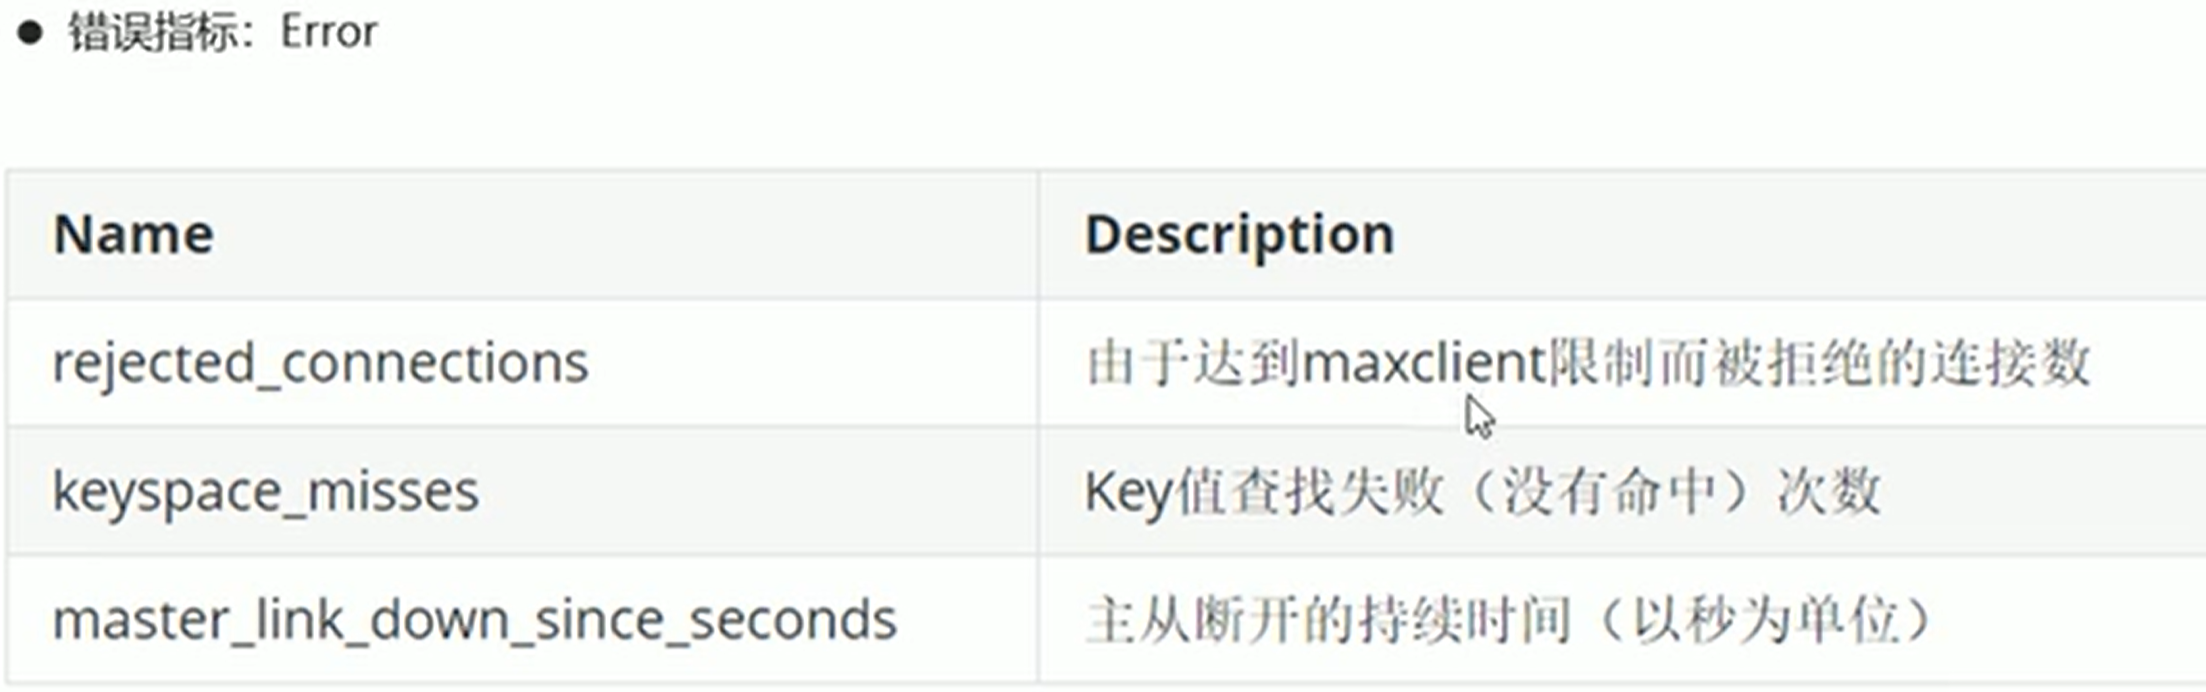 ● 错误指标：Error
Name Description
rejected_connections 由于达到maxclient限制而被拒绝的连接数
keyspace_misses Key值查找失败（没有命中）次数
master_link_down_since_seconds 主从断开的持续时间（以秒为单位）